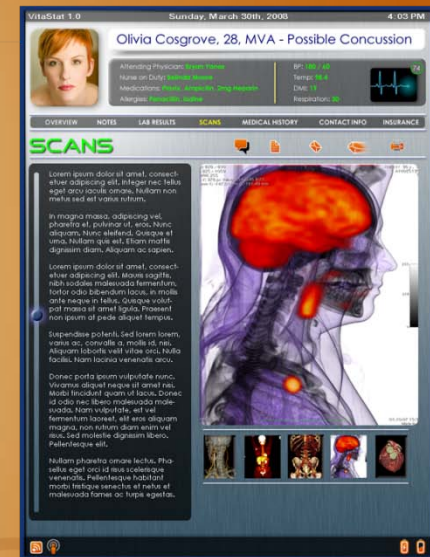 VitaStat 1.0 Sunday, March 30th, 2008 4:03 PM
Olivia Cosgrove, 28, MVA - Possible Concussion
Attending Physician: Bryan
Nurse on Duty: Belinda
Medications:
Allergies:
BP: 100 / 60
Temp: 98.4
Respiration: 20
OVERVIEW NOTES LAB RESULTS SCANS MEDICAL HISTORY CONTACT INFO INSURANCE
SCANS
Lorem ipsum dolor sit amet, consect-
etuer adipiscing elit. Integer nec tellus
eget arcu iaculis ornare. Nullam non
metus sed est varius rutrum.
In magna massa, adipiscing vel,
pharetra et, pulvinar ut, eros. Nunc
aliquam. Nunc eleifend. Quisque et
urna. Nullam quis est. Etiam mattis
dignissim diam. Aliquam ac sapien.
Lorem ipsum dolor sit amet, consect-
etuer adipiscing elit. Mauris sagittis,
nibh sodales malesuada fermentum,
tortor odio bibendum lacus, in mollis
ante neque in tellus. Quisque volut-
pat massa sit amet ligula. Praesent
non ipsum at pede aliquet tempus.
Suspendisse potenti. Sed lorem lorem,
varius ac, convallis a, mollis id, nisi.
Aliquam lobortis velit vitae orci. Nulla
facilisi. Nam lacinia venenatis arcu.
Donec porta ipsum vulputate nunc.
Vivamus aliquet neque sit amet nisi.
Morbi tincidunt quam ut lacus. Donec
id odio nec libero malesuada male-
suada. Nam vulputate, est vel
fermentum laoreet, elit eros aliquam
magna, non rutrum diam enim vel
risus. Sed molestie dignissim libero.
Pellentesque elit.
Nullam pharetra ornare lectus. Pha-
sellus eget orci id risus scelerisque
venenatis. Pellentesque habitant
morbi tristique senectus et netus et
malesuada fames ac turpis egestas.